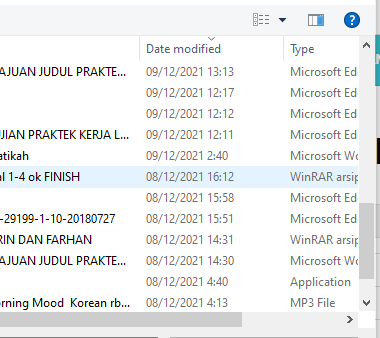 Date modified Type
AJUAN JUDUL PRAKTE... 09/12/2021 13:13 Microsoft Ed
09/12/2021 12:17 Microsoft Ed
09/12/2021 12:12 Microsoft Ed
JIAN PRAKTEK KERJA L... 09/12/2021 12:11 Microsoft Ed
atikah 09/12/2021 2:40 Microsoft Wo
al 1-4 ok FINISH 08/12/2021 16:12 WinRAR arsip
08/12/2021 15:58 Microsoft Ed
-29199-1-10-20180727 08/12/2021 15:51 Microsoft Ed
RIN DAN FARHAN 08/12/2021 14:31 WinRAR arsip
AJUAN JUDUL PRAKTE... 08/12/2021 14:30 Microsoft Ed
08/12/2021 4:40 Application
orning Mood Korean rb... 08/12/2021 4:13 MP3 File